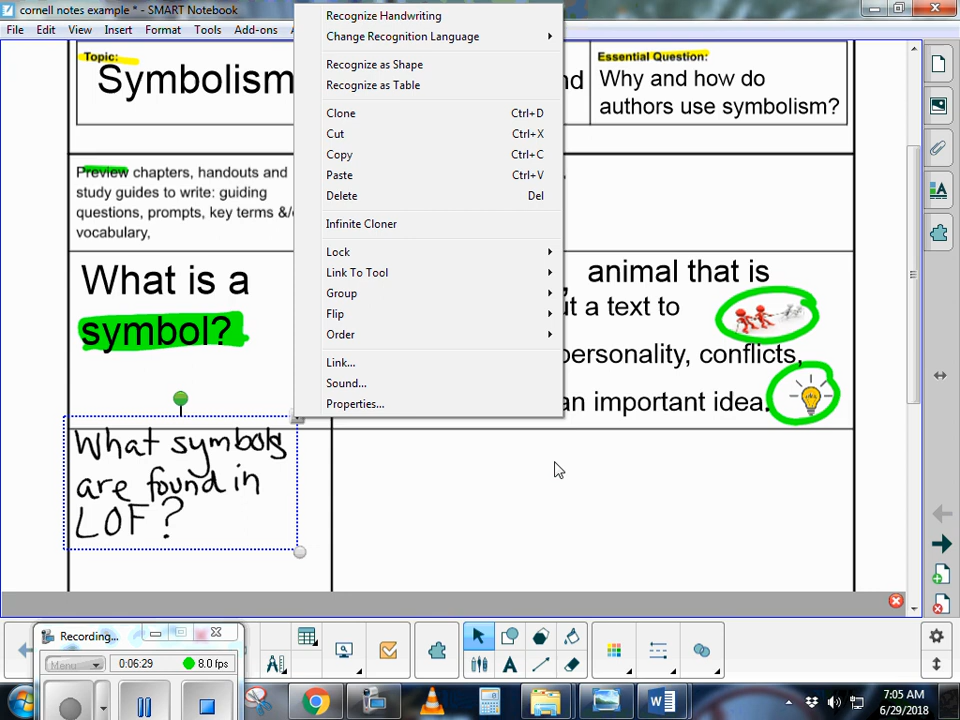 cornell notes example * - SMART Notebook
File Edit View Insert Format Tools Add-ons
Topic:
Symbolism
nd
Essential Question:
Why and how do
authors use symbolism?
Preview chapters, handouts and
study guides to write: guiding
questions, prompts, key terms &/
vocabulary,
What is a
symbol?
animal that is
ut a text to
personality, conflicts,
an important idea.
What symbols
are found in
LOF?
Recognize Handwriting
Change Recognition Language
Recognize as Shape
Recognize as Table
Clone Ctrl+D
Cut Ctrl+X
Copy Ctrl+C
Paste Ctrl+V
Delete Del
Infinite Cloner
Lock
Link To Tool
Group
Flip
Order
Link...
Sound...
Properties...
Recording...
Menu 0:06:29 8.0 fps
7:05 AM
6/29/2018